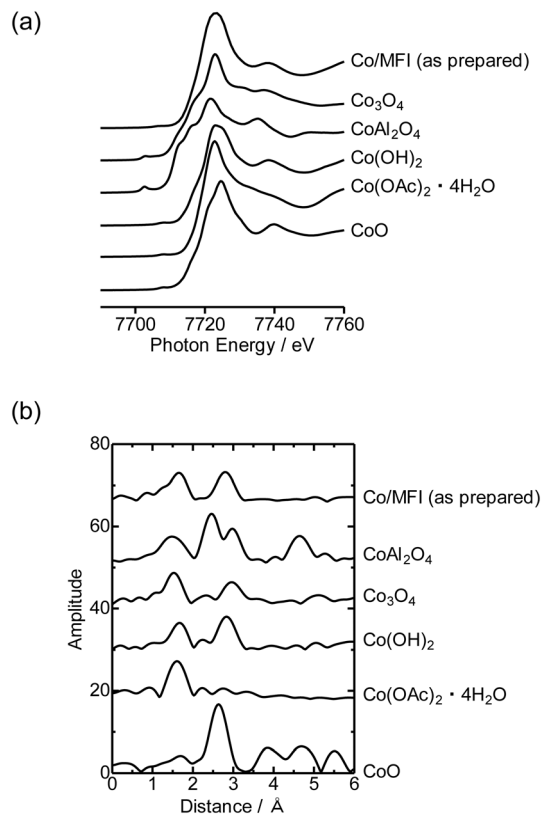 (a)
Co/MFI (as prepared)
Co₃O₄
CoAl₂O₄
Co(OH)₂
Co(OAc)₂・4H₂O
CoO
7700 7720 7740 7760
Photon Energy / eV
(b)
80
60
40
20
0
Amplitude
Co/MFI (as prepared)
CoAl₂O₄
Co₃O₄
Co(OH)₂
Co(OAc)₂・4H₂O
CoO
0 1 2 3 4 5 6
Distance / Å